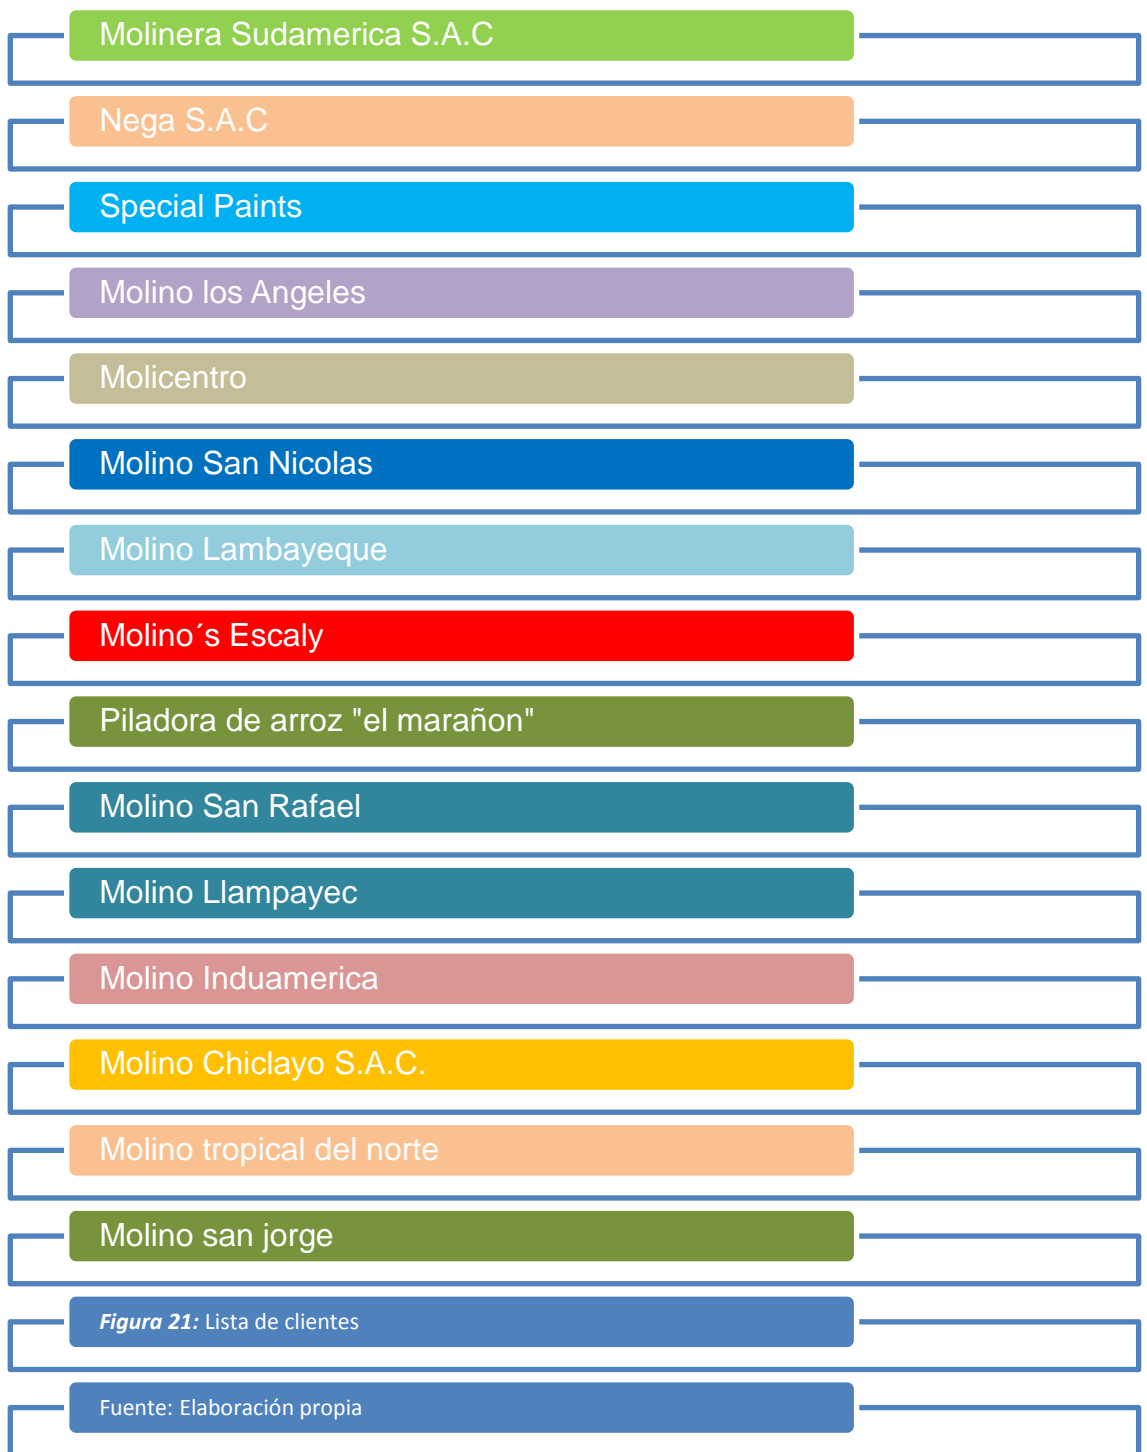 Molinera Sudamerica S.A.C
Nega S.A.C
Special Paints
Molino los Angeles
Molicentro
Molino San Nicolas
Molino Lambayeque
Molino´s Escaly
Piladora de arroz "el marañon"
Molino San Rafael
Molino Llampayec
Molino Induamerica
Molino Chiclayo S.A.C.
Molino tropical del norte
Molino san jorge
Figura 21: Lista de clientes
Fuente: Elaboración propia